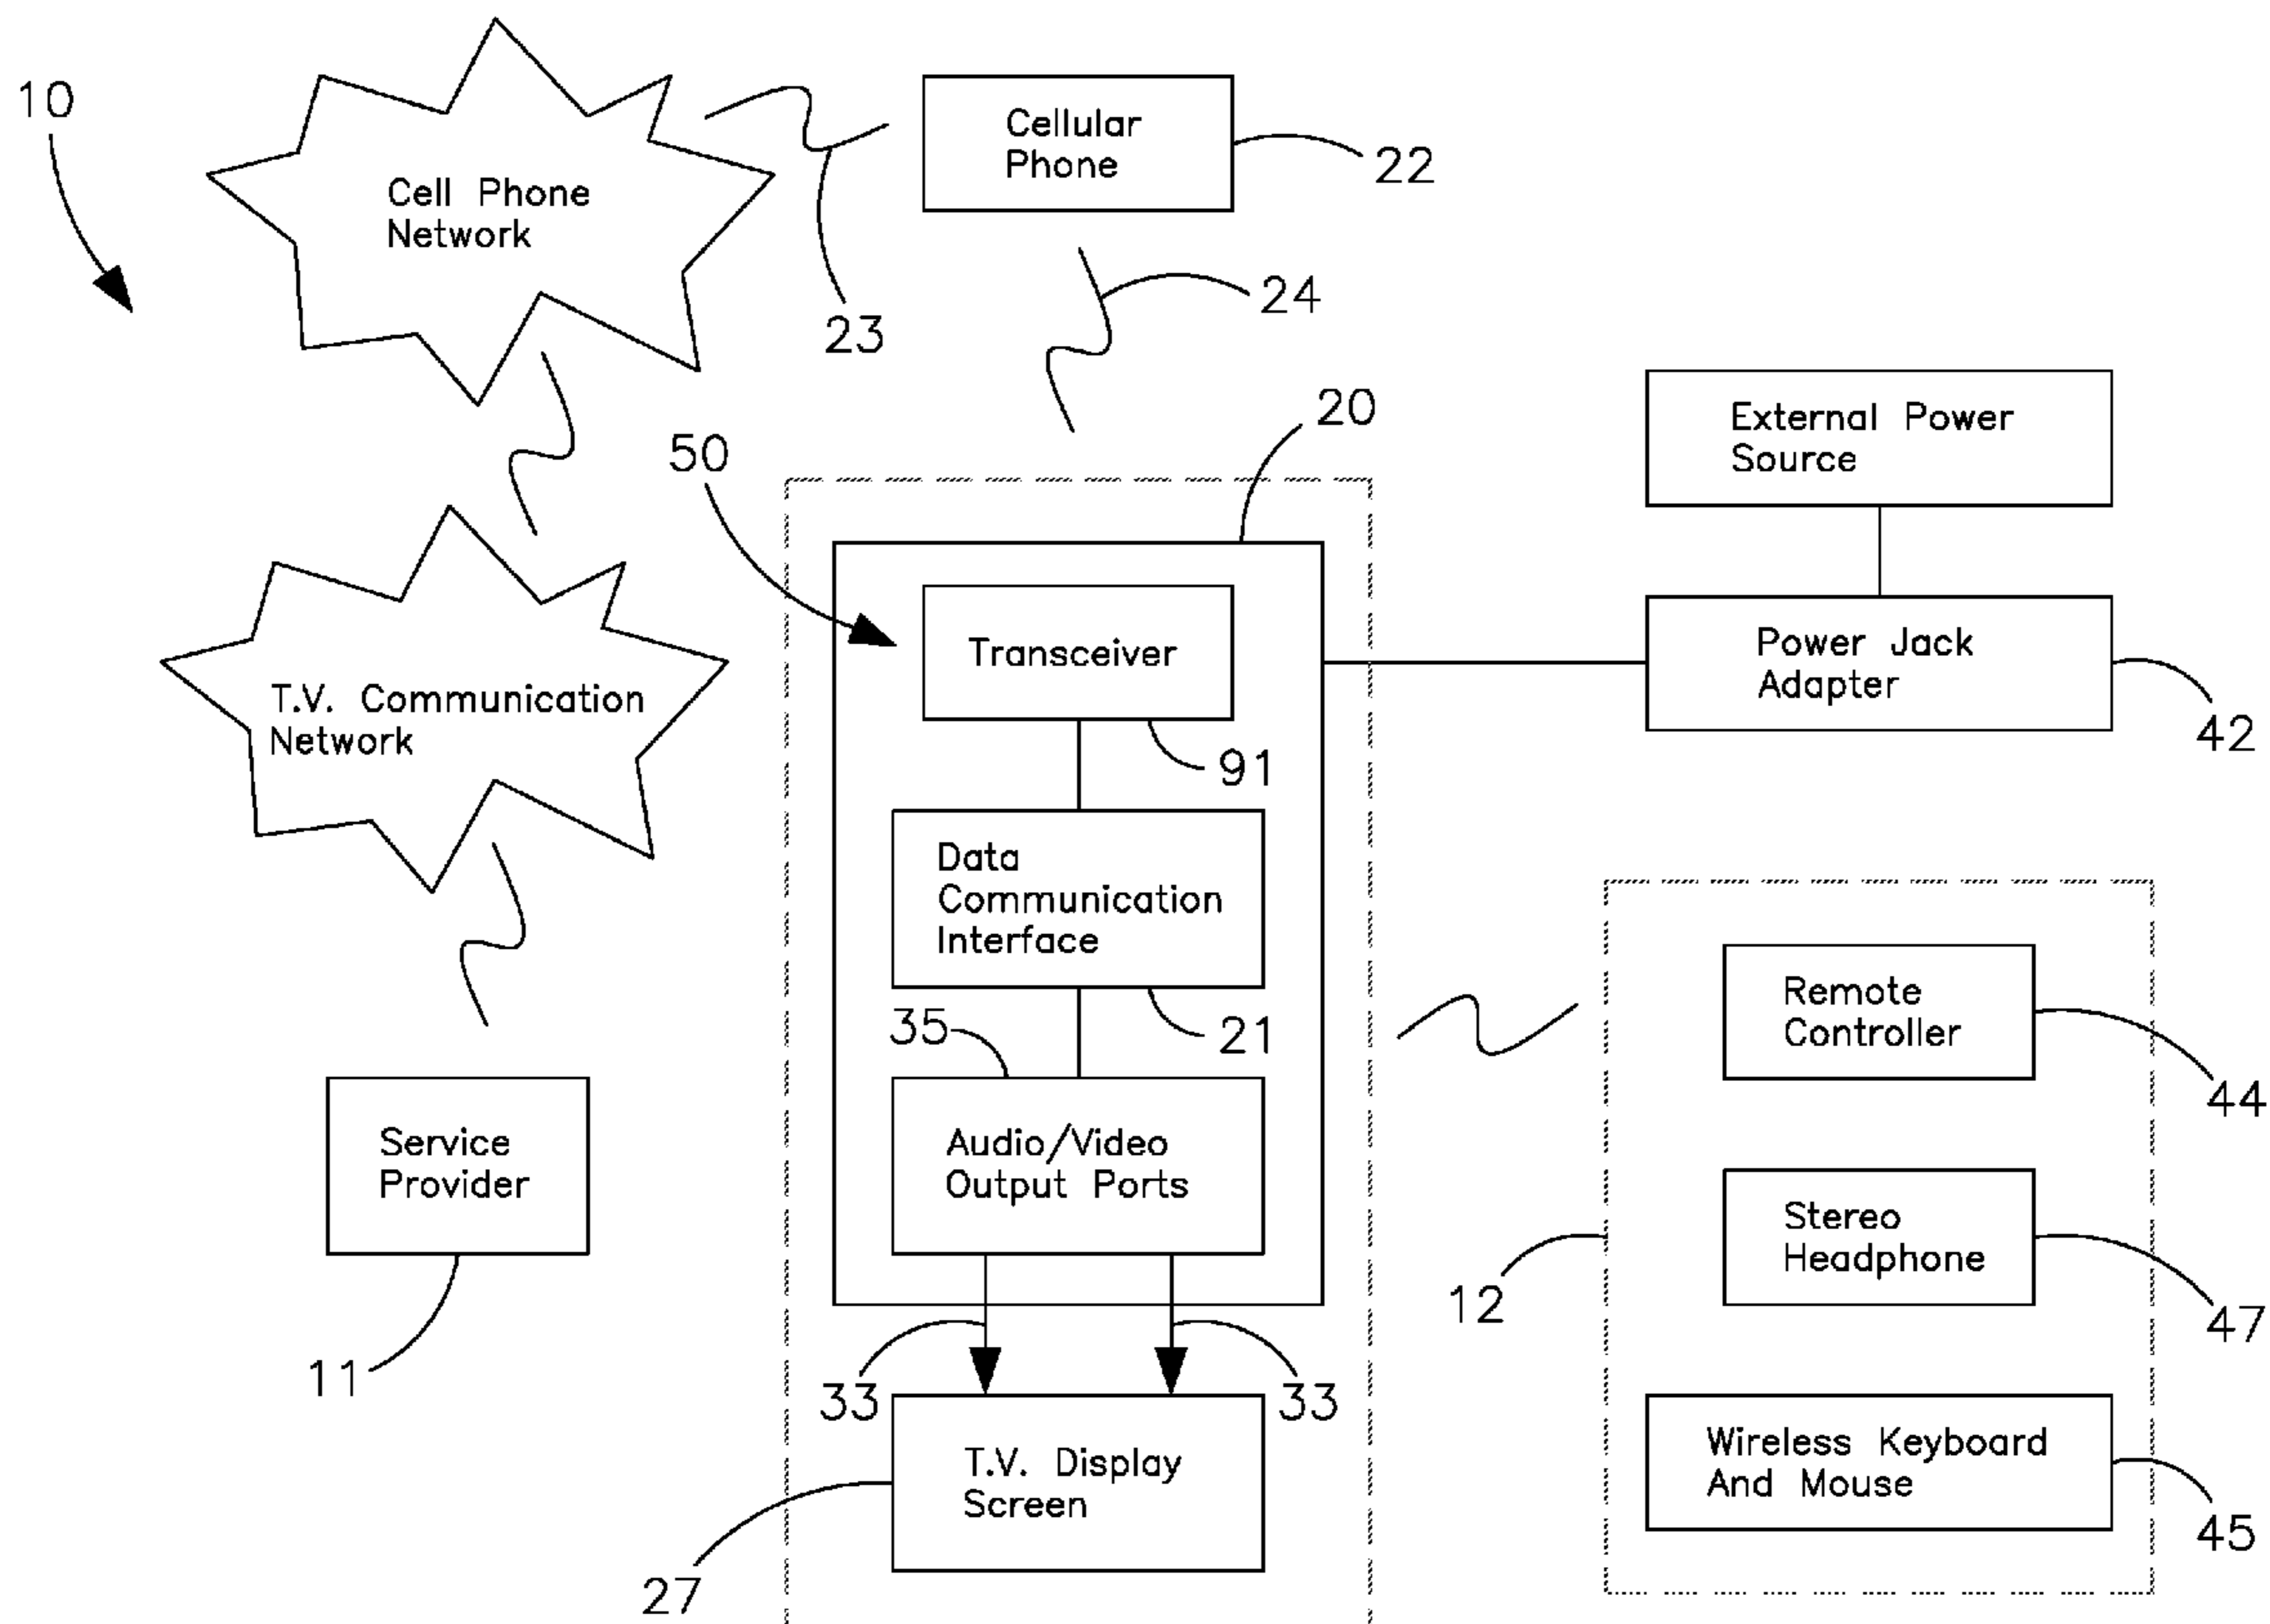 10
Cell Phone
Network
23
Cellular
Phone
22
24
20
50
External Power
Source
Power Jack
Adapter
42
T.V. Communication
Network
Transceiver
91
Data
Communication
Interface
21
35
Audio/Video
Output Ports
33
33
T.V. Display
Screen
27
Service
Provider
11
Remote
Controller
44
Stereo
Headphone
47
12
Wireless Keyboard
And Mouse
45